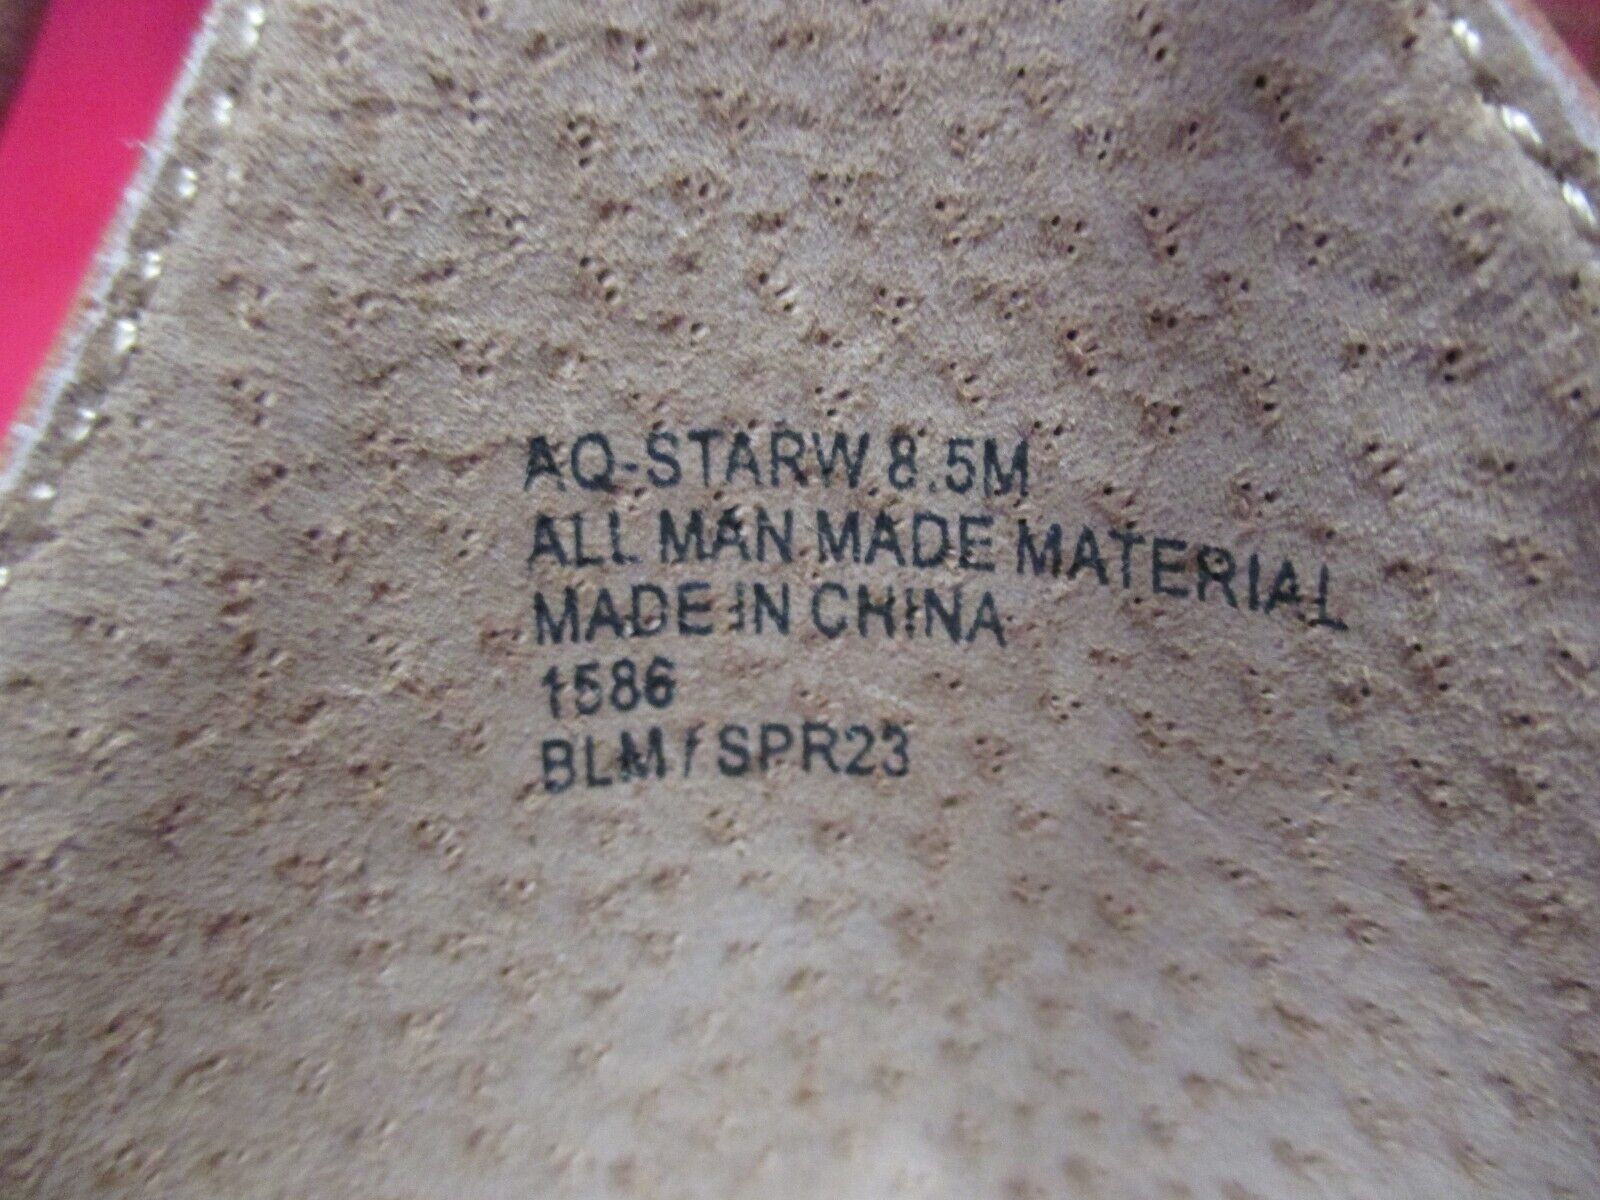 AQ-STARW 8.5M
ALL MAN MADE MATERIAL
MADE IN CHINA
1586
BLM / SPR23